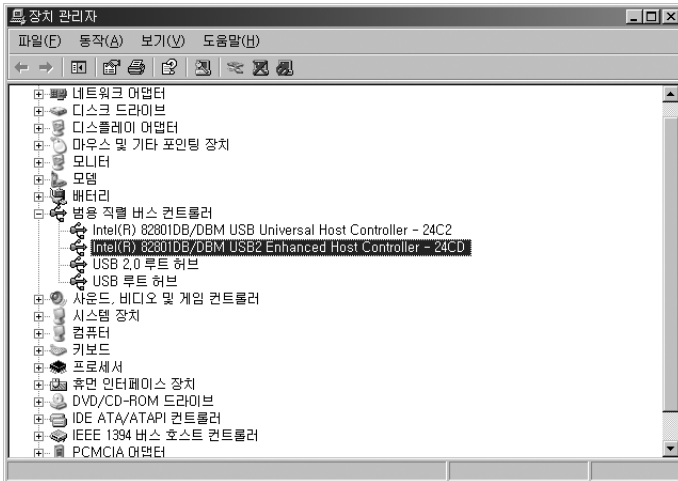 장치 관리자
파일(F) 동작(A) 보기(V) 도움말(H)
네트워크 어댑터
디스크 드라이브
디스플레이 어댑터
마우스 및 기타 포인팅 장치
모니터
모뎀
배터리
범용 직렬 버스 컨트롤러
Intel(R) 82801DB/DBM USB Universal Host Controller - 24C2
Intel(R) 82801DB/DBM USB2 Enhanced Host Controller - 24CD
USB 2.0 루트 허브
USB 루트 허브
사운드, 비디오 및 게임 컨트롤러
시스템 장치
컴퓨터
키보드
프로세서
휴먼 인터페이스 장치
DVD/CD-ROM 드라이브
IDE ATA/ATAPI 컨트롤러
IEEE 1394 버스 호스트 컨트롤러
PCMCIA 어댑터